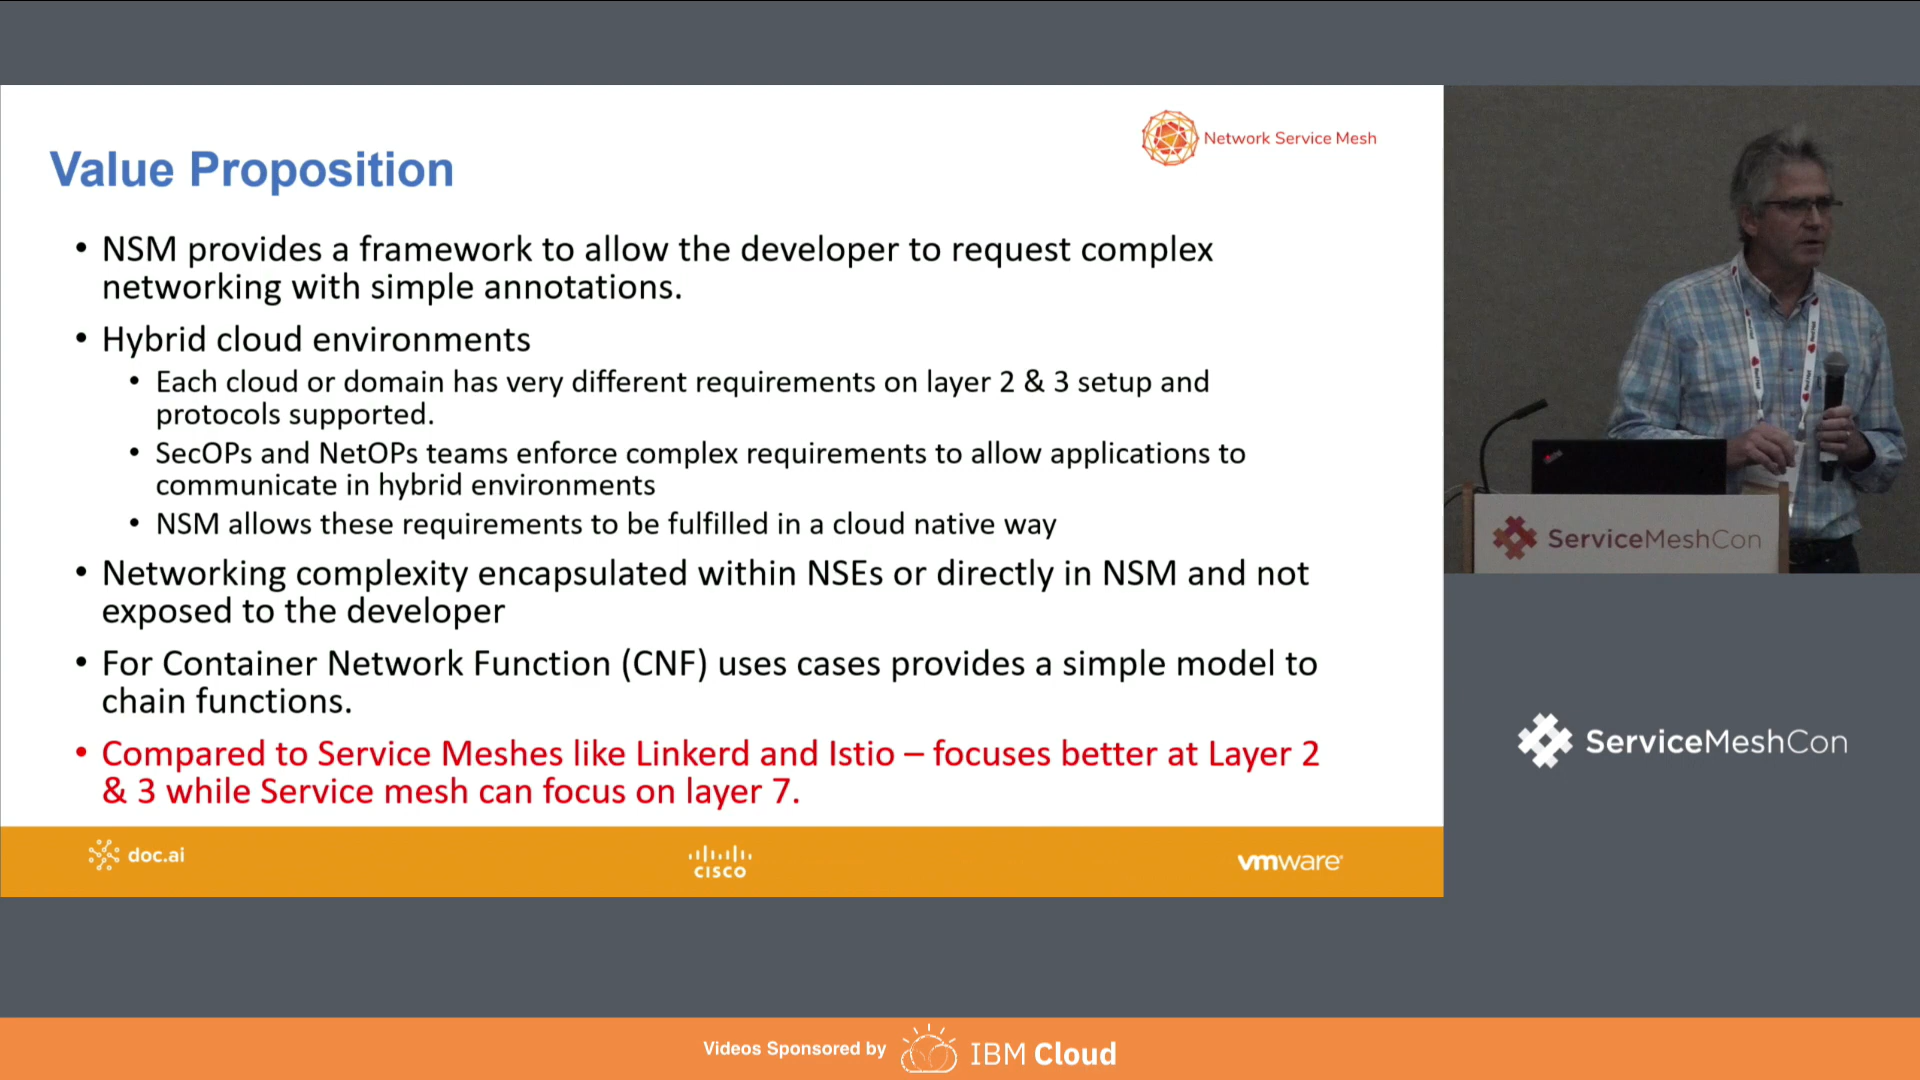 Network Service Mesh
Value Proposition
• NSM provides a framework to allow the developer to request complex
networking with simple annotations.
• Hybrid cloud environments
• Each cloud or domain has very different requirements on layer 2 & 3 setup and
protocols supported.
• SecOPs and NetOPs teams enforce complex requirements to allow applications to
communicate in hybrid environments
• NSM allows these requirements to be fulfilled in a cloud native way
• Networking complexity encapsulated within NSEs or directly in NSM and not
exposed to the developer
• For Container Network Function (CNF) uses cases provides a simple model to
chain functions.
• Compared to Service Meshes like Linkerd and Istio – focuses better at Layer 2
& 3 while Service mesh can focus on layer 7.
doc.ai
CISCO
vmware
ServiceMeshCon
ServiceMeshCon
Videos Sponsored by IBM Cloud